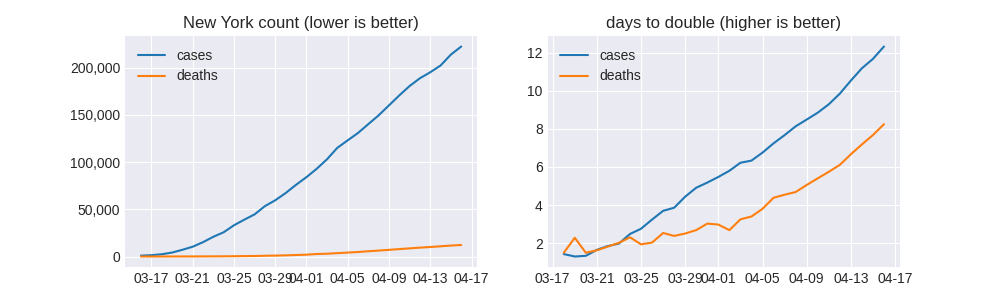 New York count (lower is better)
cases
deaths
200,000
150,000
100,000
50,000
0
03-17 03-21 03-25 03-29 04-01 04-05 04-09 04-13 04-17
days to double (higher is better)
cases
deaths
12
10
8
6
4
2
03-17 03-21 03-25 03-29 04-01 04-05 04-09 04-13 04-17